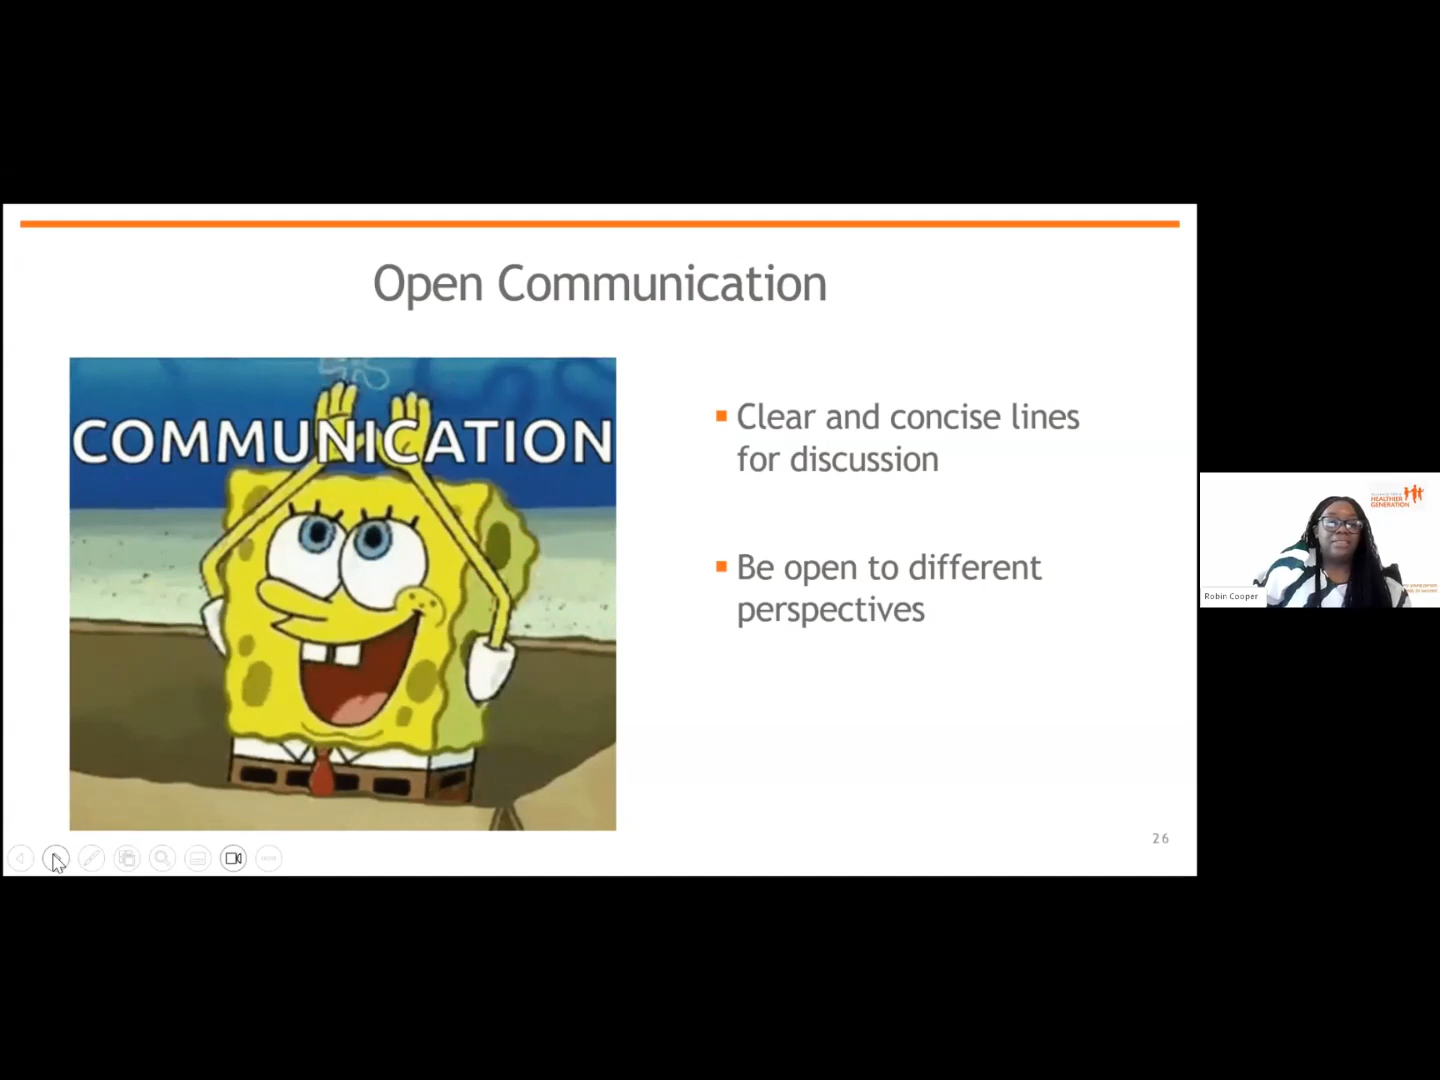 Open Communication
COMMUNICATION
Clear and concise lines
for discussion
Be open to different
perspectives
26
HEALTHIER
GENERATION
Robin Cooper